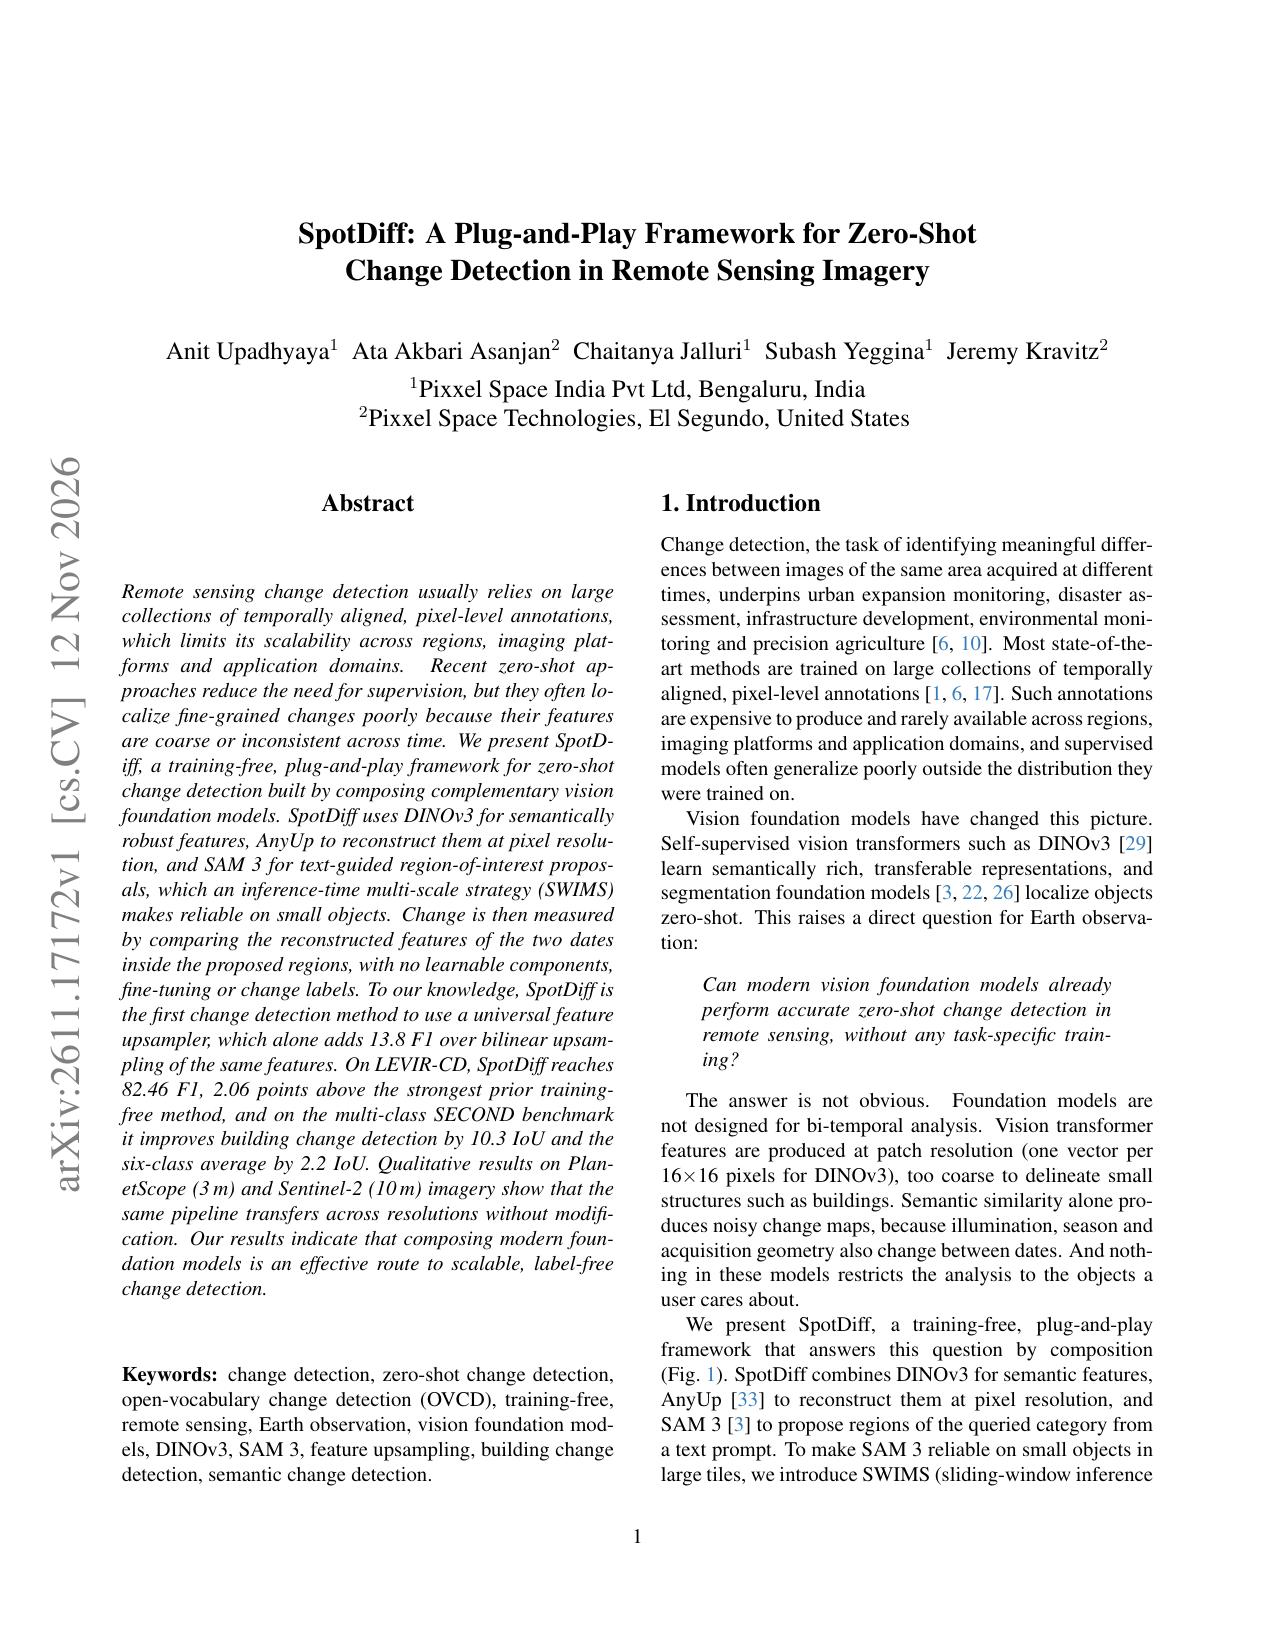 SpotDiff: A Plug-and-Play Framework for Zero-Shot
Change Detection in Remote Sensing Imagery
Anit Upadhyaya1 Ata Akbari Asanjan2 Chaitanya Jalluri1 Subash Yeggina1 Jeremy Kravitz2
1Pixxel Space India Pvt Ltd, Bengaluru, India
2Pixxel Space Technologies, El Segundo, United States
arXiv:2611.17172v1 [cs.CV] 12 Nov 2026
Abstract
Remote sensing change detection usually relies on large
collections of temporally aligned, pixel-level annotations,
which limits its scalability across regions, imaging plat-
forms and application domains. Recent zero-shot ap-
proaches reduce the need for supervision, but they often lo-
calize fine-grained changes poorly because their features
are coarse or inconsistent across time. We present SpotD-
iff, a training-free, plug-and-play framework for zero-shot
change detection built by composing complementary vision
foundation models. SpotDiff uses DINOv3 for semantically
robust features, AnyUp to reconstruct them at pixel resolu-
tion, and SAM 3 for text-guided region-of-interest propos-
als, which an inference-time multi-scale strategy (SWIMS)
makes reliable on small objects. Change is then measured
by comparing the reconstructed features of the two dates
inside the proposed regions, with no learnable components,
fine-tuning or change labels. To our knowledge, SpotDiff is
the first change detection method to use a universal feature
upsampler, which alone adds 13.8 F1 over bilinear upsam-
pling of the same features. On LEVIR-CD, SpotDiff reaches
82.46 F1, 2.06 points above the strongest prior training-
free method, and on the multi-class SECOND benchmark
it improves building change detection by 10.3 IoU and the
six-class average by 2.2 IoU. Qualitative results on Plan-
etScope (3 m) and Sentinel-2 (10 m) imagery show that the
same pipeline transfers across resolutions without modifi-
cation. Our results indicate that composing modern foun-
dation models is an effective route to scalable, label-free
change detection.
Keywords: change detection, zero-shot change detection,
open-vocabulary change detection (OVCD), training-free,
remote sensing, Earth observation, vision foundation mod-
els, DINOv3, SAM 3, feature upsampling, building change
detection, semantic change detection.
1. Introduction
Change detection, the task of identifying meaningful differ-
ences between images of the same area acquired at different
times, underpins urban expansion monitoring, disaster as-
sessment, infrastructure development, environmental moni-
toring and precision agriculture [6, 10]. Most state-of-the-
art methods are trained on large collections of temporally
aligned, pixel-level annotations [1, 6, 17]. Such annotations
are expensive to produce and rarely available across regions,
imaging platforms and application domains, and supervised
models often generalize poorly outside the distribution they
were trained on.
Vision foundation models have changed this picture.
Self-supervised vision transformers such as DINOv3 [29]
learn semantically rich, transferable representations, and
segmentation foundation models [3, 22, 26] localize objects
zero-shot. This raises a direct question for Earth observa-
tion:
Can modern vision foundation models already
perform accurate zero-shot change detection in
remote sensing, without any task-specific train-
ing?
The answer is not obvious. Foundation models are
not designed for bi-temporal analysis. Vision transformer
features are produced at patch resolution (one vector per
16×16 pixels for DINOv3), too coarse to delineate small
structures such as buildings. Semantic similarity alone pro-
duces noisy change maps, because illumination, season and
acquisition geometry also change between dates. And noth-
ing in these models restricts the analysis to the objects a
user cares about.
We present SpotDiff, a training-free, plug-and-play
framework that answers this question by composition
(Fig. 1). SpotDiff combines DINOv3 for semantic features,
AnyUp [33] to reconstruct them at pixel resolution, and
SAM 3 [3] to propose regions of the queried category from
a text prompt. To make SAM 3 reliable on small objects in
large tiles, we introduce SWIMS (sliding-window inference
1